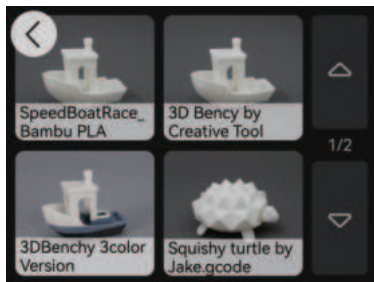 SpeedBoatRace_
Bambu PLA
3D Bency by
Creative Tool
1/2
3DBenchy 3color
Version
Squishy turtle by
Jake.gcode